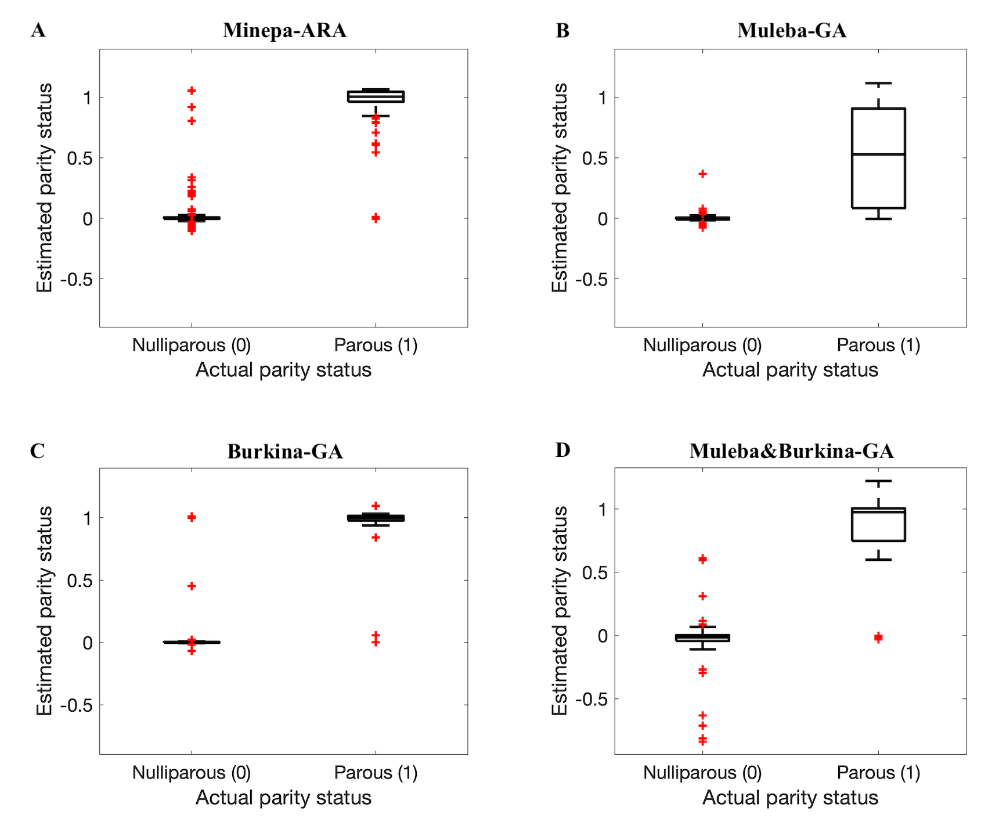 A
Minepa-ARA
Estimated parity status
1
0.5
0
-0.5
Nulliparous (0)
Parous (1)
Actual parity status
B
Muleba-GA
Estimated parity status
1
0.5
0
-0.5
Nulliparous (0)
Parous (1)
Actual parity status
C
Burkina-GA
Estimated parity status
1
0.5
0
-0.5
Nulliparous (0)
Parous (1)
Actual parity status
D
Muleba&Burkina-GA
Estimated parity status
1
0.5
0
-0.5
Nulliparous (0)
Parous (1)
Actual parity status